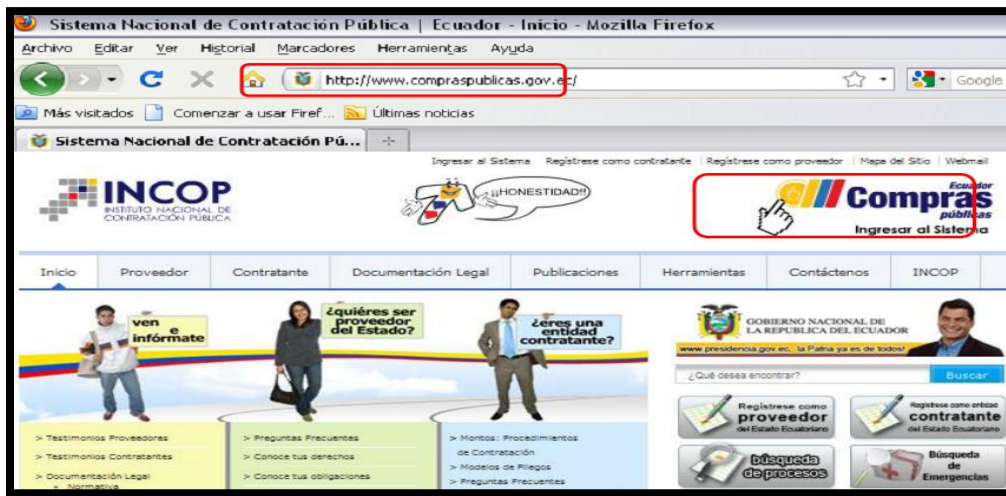 Sistema Nacional de Contratación Pública | Ecuador - Inicio - Mozilla Firefox
Archivo Editar Ver Historial Marcadores Herramientas Ayuda
http://www.compraspublicas.gov.ec/
Google
Más visitados Comenzar a usar Firef... Últimas noticias
Sistema Nacional de Contratación Pú...
Ingresar al Sistema Regístrese como contratante Regístrese como proveedor Mapa del Sitio Webmail
INCOP
INSTITUTO NACIONAL DE
CONTRATACIÓN PÚBLICA
¡¡HONESTIDAD!!
Ecuador
Compras
públicas
Ingresar al Sistema
Inicio Proveedor Contratante Documentación Legal Publicaciones Herramientas Contáctenos INCOP
ven
e
infórmate
¿quiéres ser
proveedor
del Estado?
¿eres una
entidad
contratante?
GOBIERNO NACIONAL DE
LA REPUBLICA DEL ECUADOR
www.presidencia.gov.ec, la Patria ya es de todos!
¿Qué desea encontrar? Buscar
Regístrese como
proveedor
del Estado Ecuatoriano
Regístrese como entidad
contratante
del Estado Ecuatoriano
búsqueda
de procesos
Búsqueda
de
Emergencias
> Testimonios Proveedores
> Testimonios Contratantes
> Documentación Legal
• Normativa
> Preguntas Frecuentes
> Conoce tus derechos
> Conoce tus obligaciones
> Montos: Procedimientos
de Contratación
> Modelos de Pliegos
> Preguntas Frecuentes